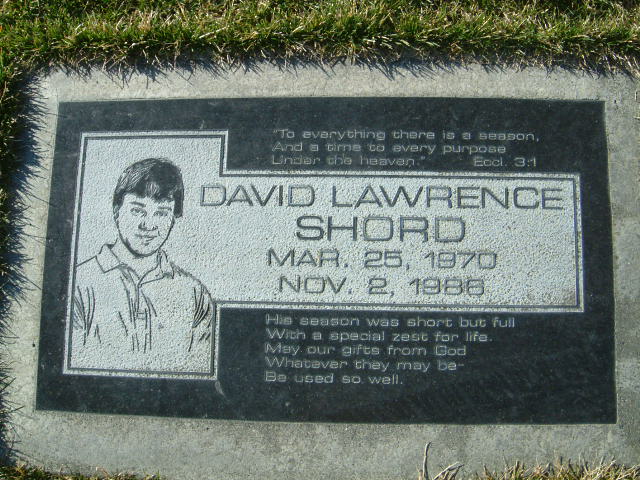 "To everything there is a season,
And a time to every purpose
Under the heaven." Eccl. 3:1
DAVID LAWRENCE
SHORD
MAR. 25, 1970
NOV. 2, 1986
His season was short but full
With a special zest for life.
May our gifts from God
Whatever they may be-
Be used so well.